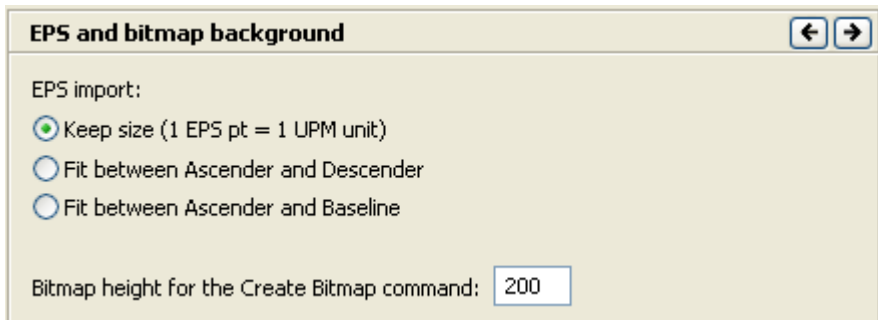 EPS and bitmap background
EPS import:
Keep size (1 EPS pt = 1 UPM unit)
Fit between Ascender and Descender
Fit between Ascender and Baseline
Bitmap height for the Create Bitmap command: 200